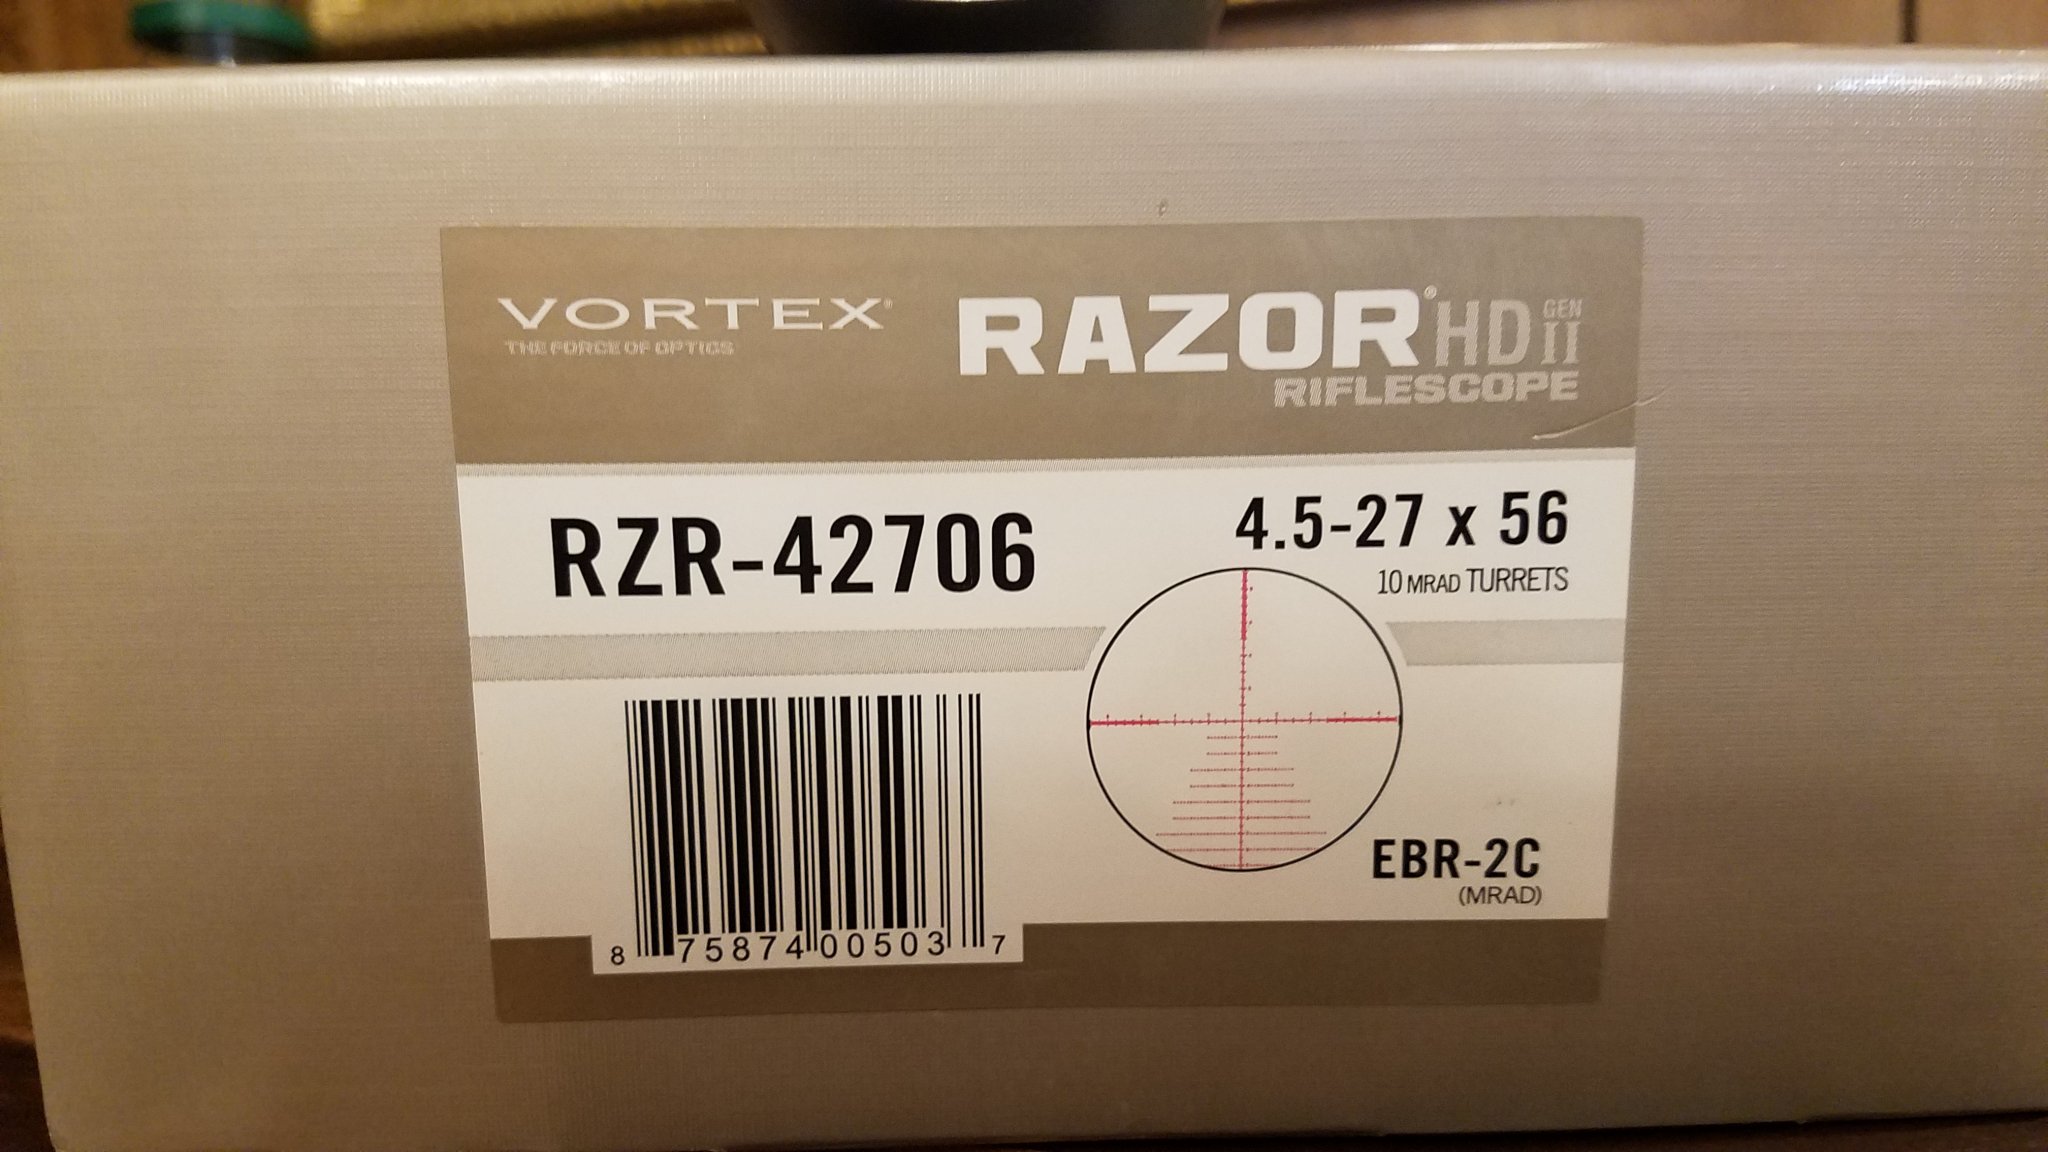 VORTEX®
THE FORCE OF OPTICS
RAZOR® HD GEN II
RIFLESCOPE
RZR-42706
4.5-27 x 56
10 MRAD TURRETS
EBR-2C
(MRAD)
8 75874 00503 7